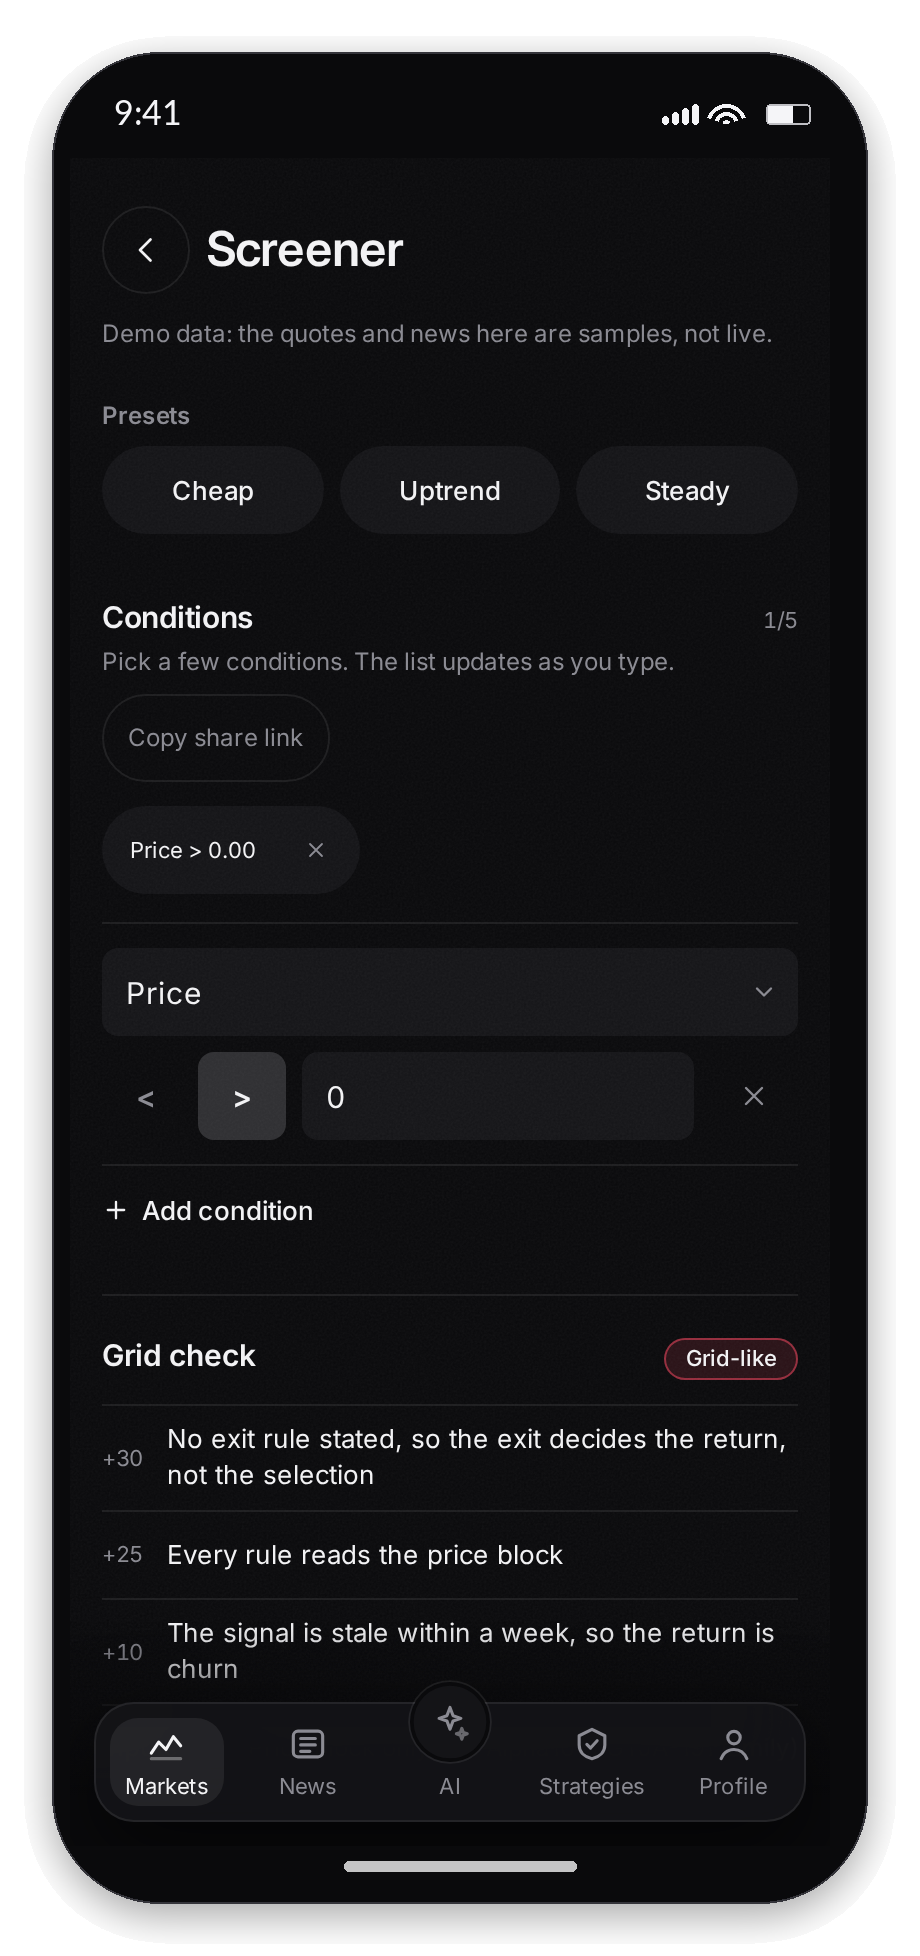 9:41
Screener
Demo data: the quotes and news here are samples, not live.
Presets
Cheap
Uptrend
Steady
Conditions
1/5
Pick a few conditions. The list updates as you type.
Copy share link
Price > 0.00
Price
<
>
0
+ Add condition
Grid check
Grid-like
+30
No exit rule stated, so the exit decides the return,
not the selection
+25
Every rule reads the price block
+10
The signal is stale within a week, so the return is
churn
Markets
News
AI
Strategies
Profile